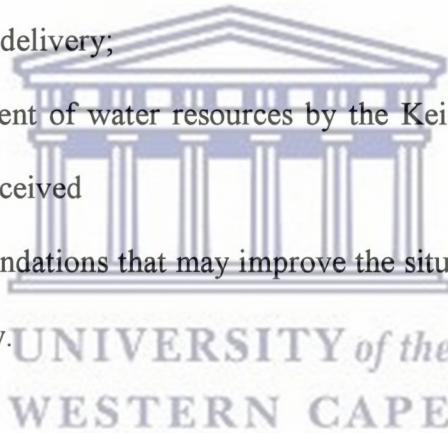 delivery;
ent of water resources by the Kei
ceived
ndations that may improve the situ
y.
UNIVERSITY of the
WESTERN CAPE